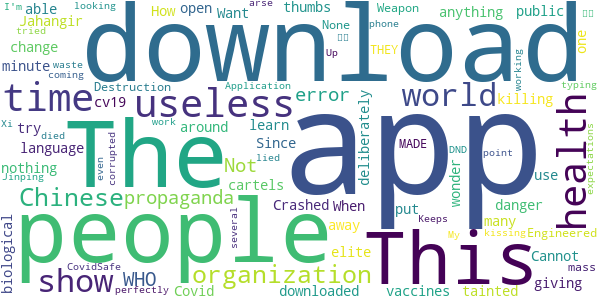 I'm looking arse
Jahangir able
How open thumbs
Want anything
Weapon phone
None public
THEY Up
tried change
minute waste coming
download
Destruction Application
error
killing
one working typing
time cv19
useless
world
Xi try died
around learn
language work
Since lied
even corrupted
The app
deliberately
MADE
DND point
wonder
use
health
expectations
Jinping nothing
Not
cartels
Chinese propaganda
Crashed When put
danger
many
Keeps My kissing Engineered
biological
people
several
away
elite
This
Cannot
show WHO
organization
giving mass
CovidSafe
perfectly
Covid
downloaded
vaccines
tainted